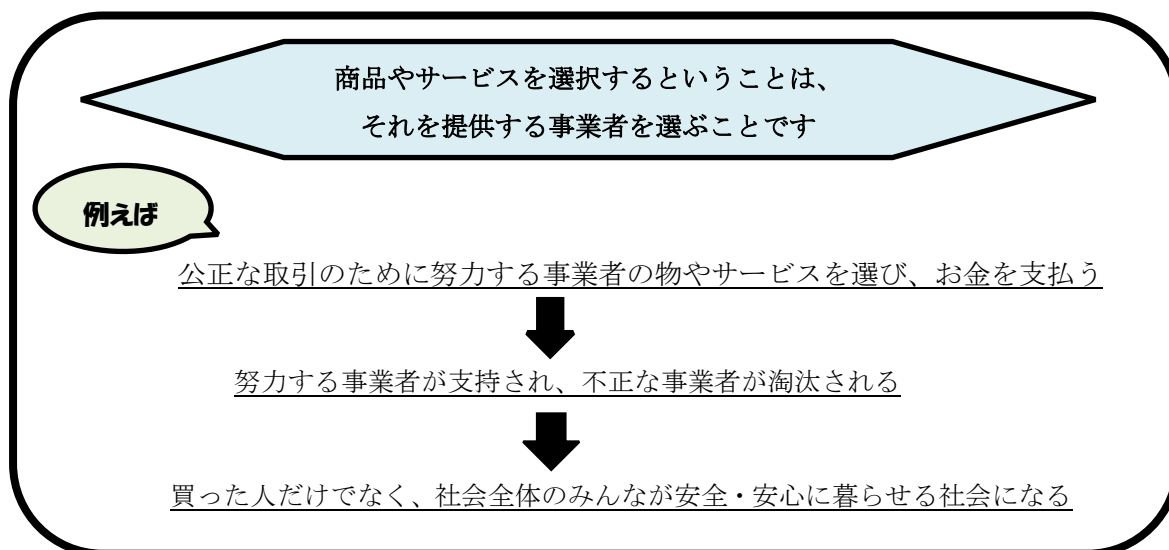 商品やサービスを選択するということは、
それを提供する事業者を選ぶことです
例えば
公正な取引のために努力する事業者の物やサービスを選び、お金を支払う
努力する事業者が支持され、不正な事業者が淘汰される
買った人だけでなく、社会全体のみんなが安全・安心に暮らせる社会になる